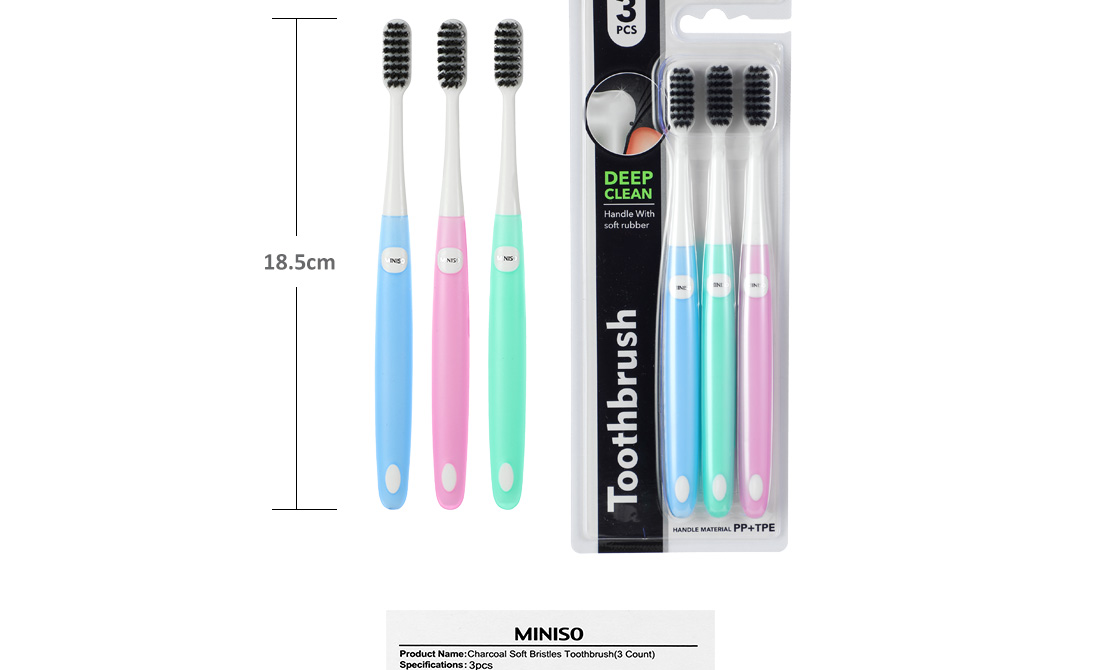 3
PCS
18.5cm
DEEP
CLEAN
Handle With
soft rubber
Toothbrush
HANDLE MATERIAL PP+TPE
MINISO
Product Name:Charcoal Soft Bristles Toothbrush(3 Count)
Specifications: 3pcs